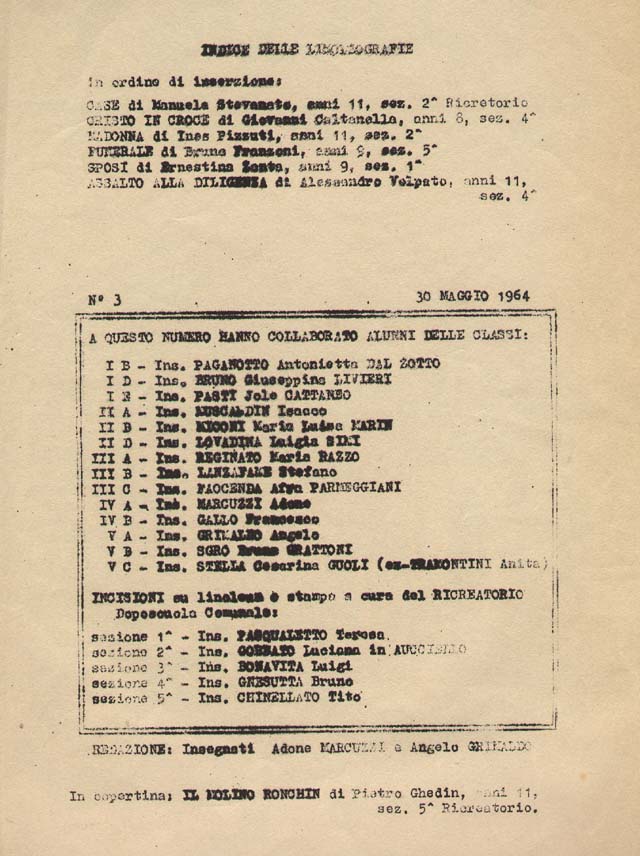 INDICE DELLE LINOLEOGRAFIE
in ordine di inserzione:
CASE di Manuela Stevanato, anni 11, sez. 2^ Ricretorio
CRISTO IN CROCE di Giovanni Caltanella, anni 8, sez. 4^
MADONNA di Ines Pizzuti, anni 11, sez. 2^
FUNERALE di Bruno Franzoni, anni 9, sez. 5^
SPOSI di Ernestina Zonta, anni 9, sez. 1^
ASSALTO ALLA DILIGENZA di Alessandro Volpato, anni 11,
sez. 4^
N° 3 30 MAGGIO 1964
A QUESTO NUMERO HANNO COLLABORATO ALUNNI DELLE CLASSI:
I B - Ins. PAGANOTTO Antonietta DAL ZOTTO
I D - Ins. BRUNO Giuseppina LIVIERI
I E - Ins. PASTI Jole CATTANEO
II A - Ins. MUSCALDIN Isacco
II B - Ins. MICONI Maria Luisa MARIN
II D - Ins. LOVADINA Luigia SIMI
III A - Ins. REGINATO Maria RAZZO
III B - Ins. LANZAFAME Stefano
III C - Ins. FAOCENDA Afra PARMEGGIANI
IV A - Ins. MARCUZZI Adone
IV B - Ins. GALLO Francesco
V A - Ins. GRIMALDO Angelo
V B - Ins. SGRO Bruna GRATTONI
V C - Ins. STELLA Cesarina GUOLI (ex-TRAMONTINI Anita)
INCISIONI su linoleum e stampa a cura del RICREATORIO
Doposcuola Comunale:
sezione 1^ - Ins. PASQUALETTO Teresa
sezione 2^ - Ins. GOBBATO Luciana in AUCCIELLO
sezione 3^ - Ins. BONAVITA Luigi
sezione 4^ - Ins. GNESUTTA Bruno
sezione 5^ - Ins. CHINELLATO Tito
REDAZIONE: Insegnati Adone MARCUZZI e Angelo GRIMALDO
In copertina: IL MOLINO RONCHIN di Pietro Ghedin, anni 11,
sez. 5^ Ricreatorio.